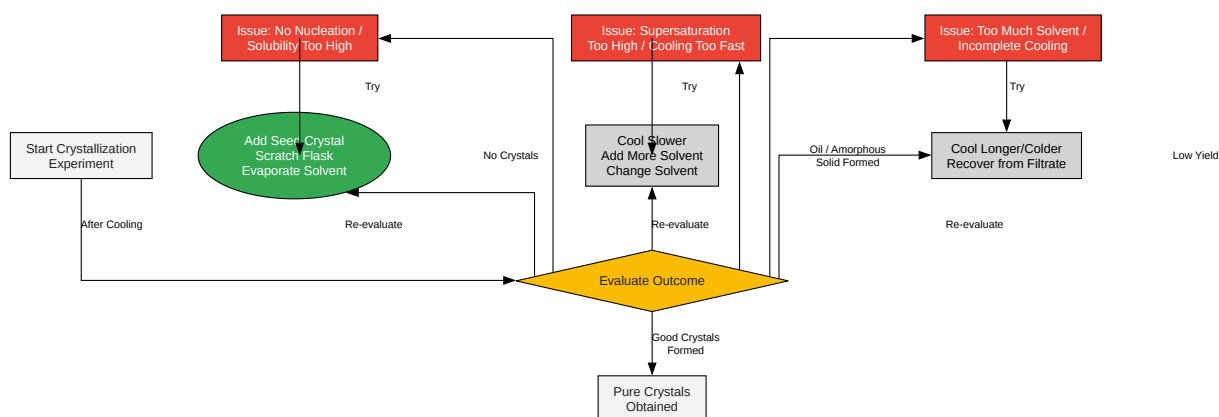 Issue: No Nucleation /
Solubility Too High
Issue: Supersaturation
Too High / Cooling Too Fast
Issue: Too Much Solvent /
Incomplete Cooling
Try
Try
Try
Start Crystallization
Experiment
Add Seed Crystal
Scratch Flask
Evaporate Solvent
No Crystals
Cool Slower
Add More Solvent
Change Solvent
Oil / Amorphous
Solid Formed
Cool Longer/Colder
Recover from Filtrate
Low Yield
After Cooling
Re-evaluate
Re-evaluate
Re-evaluate
Evaluate Outcome
Good Crystals
Formed
Pure Crystals
Obtained